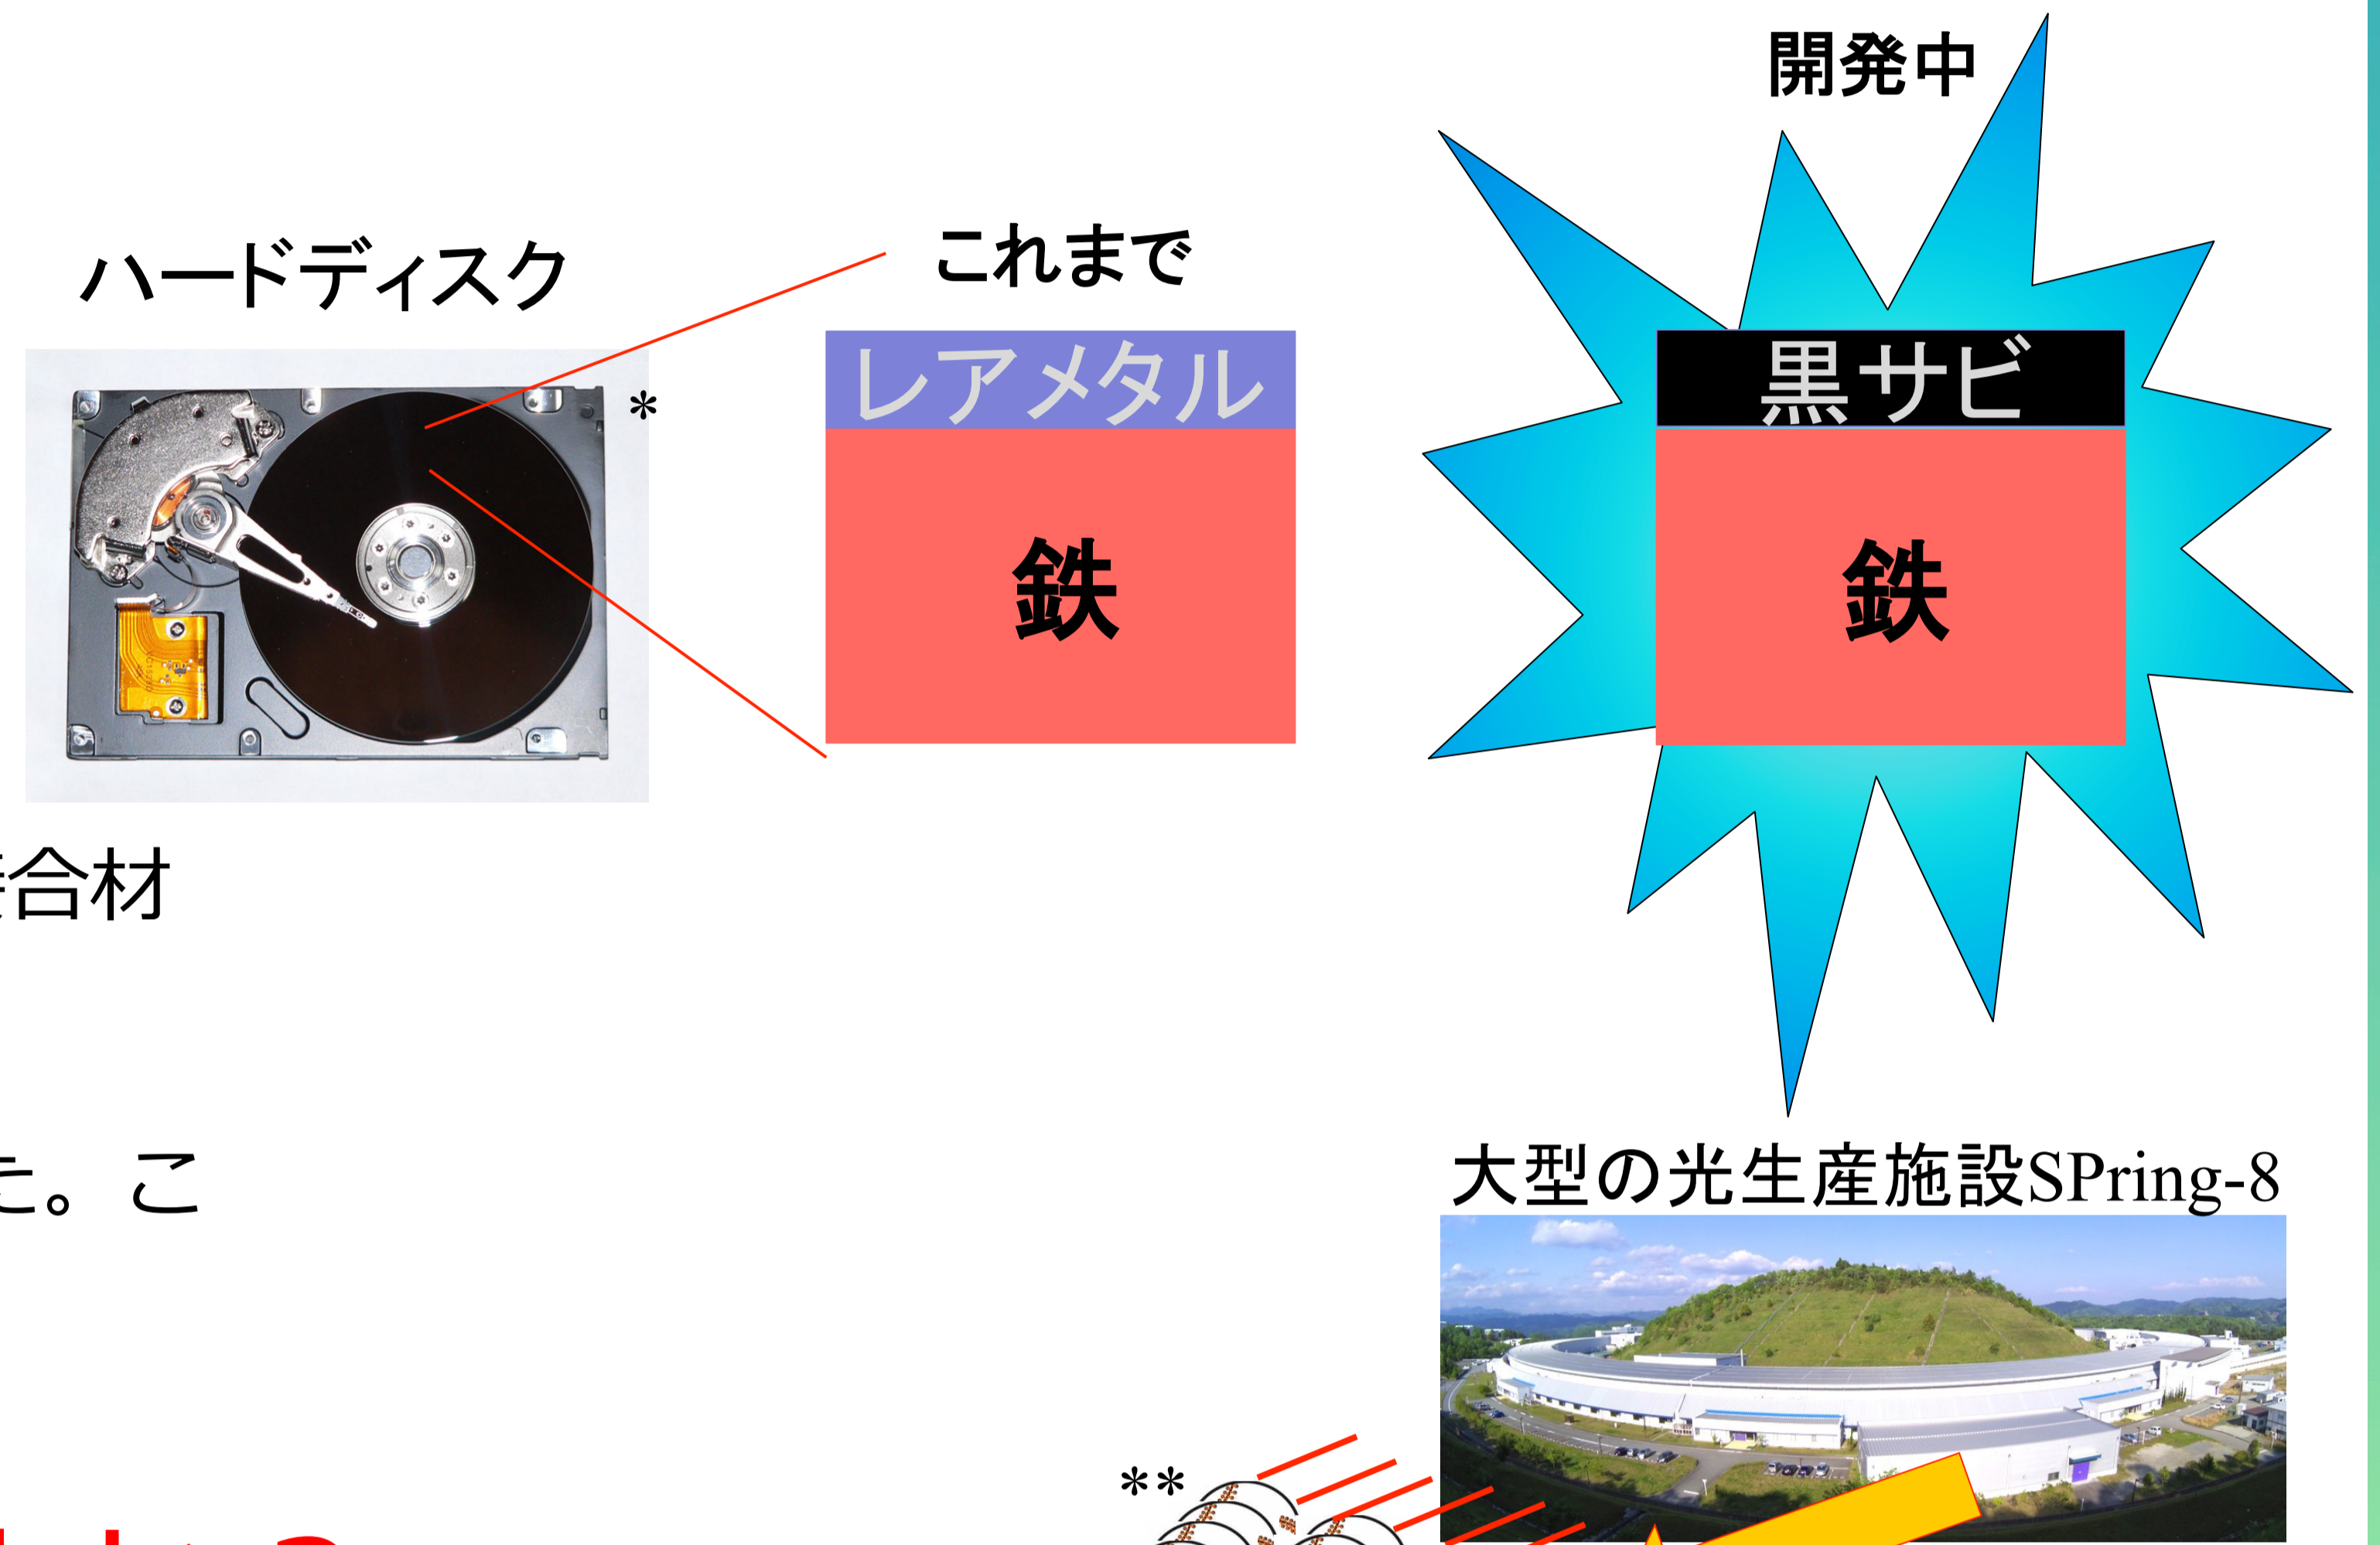 開発中
ハードディスク
これまで
レアメタル
黒サビ
*
鉄
鉄
合材
た。こ
大型の光生産施設SPring-8
**